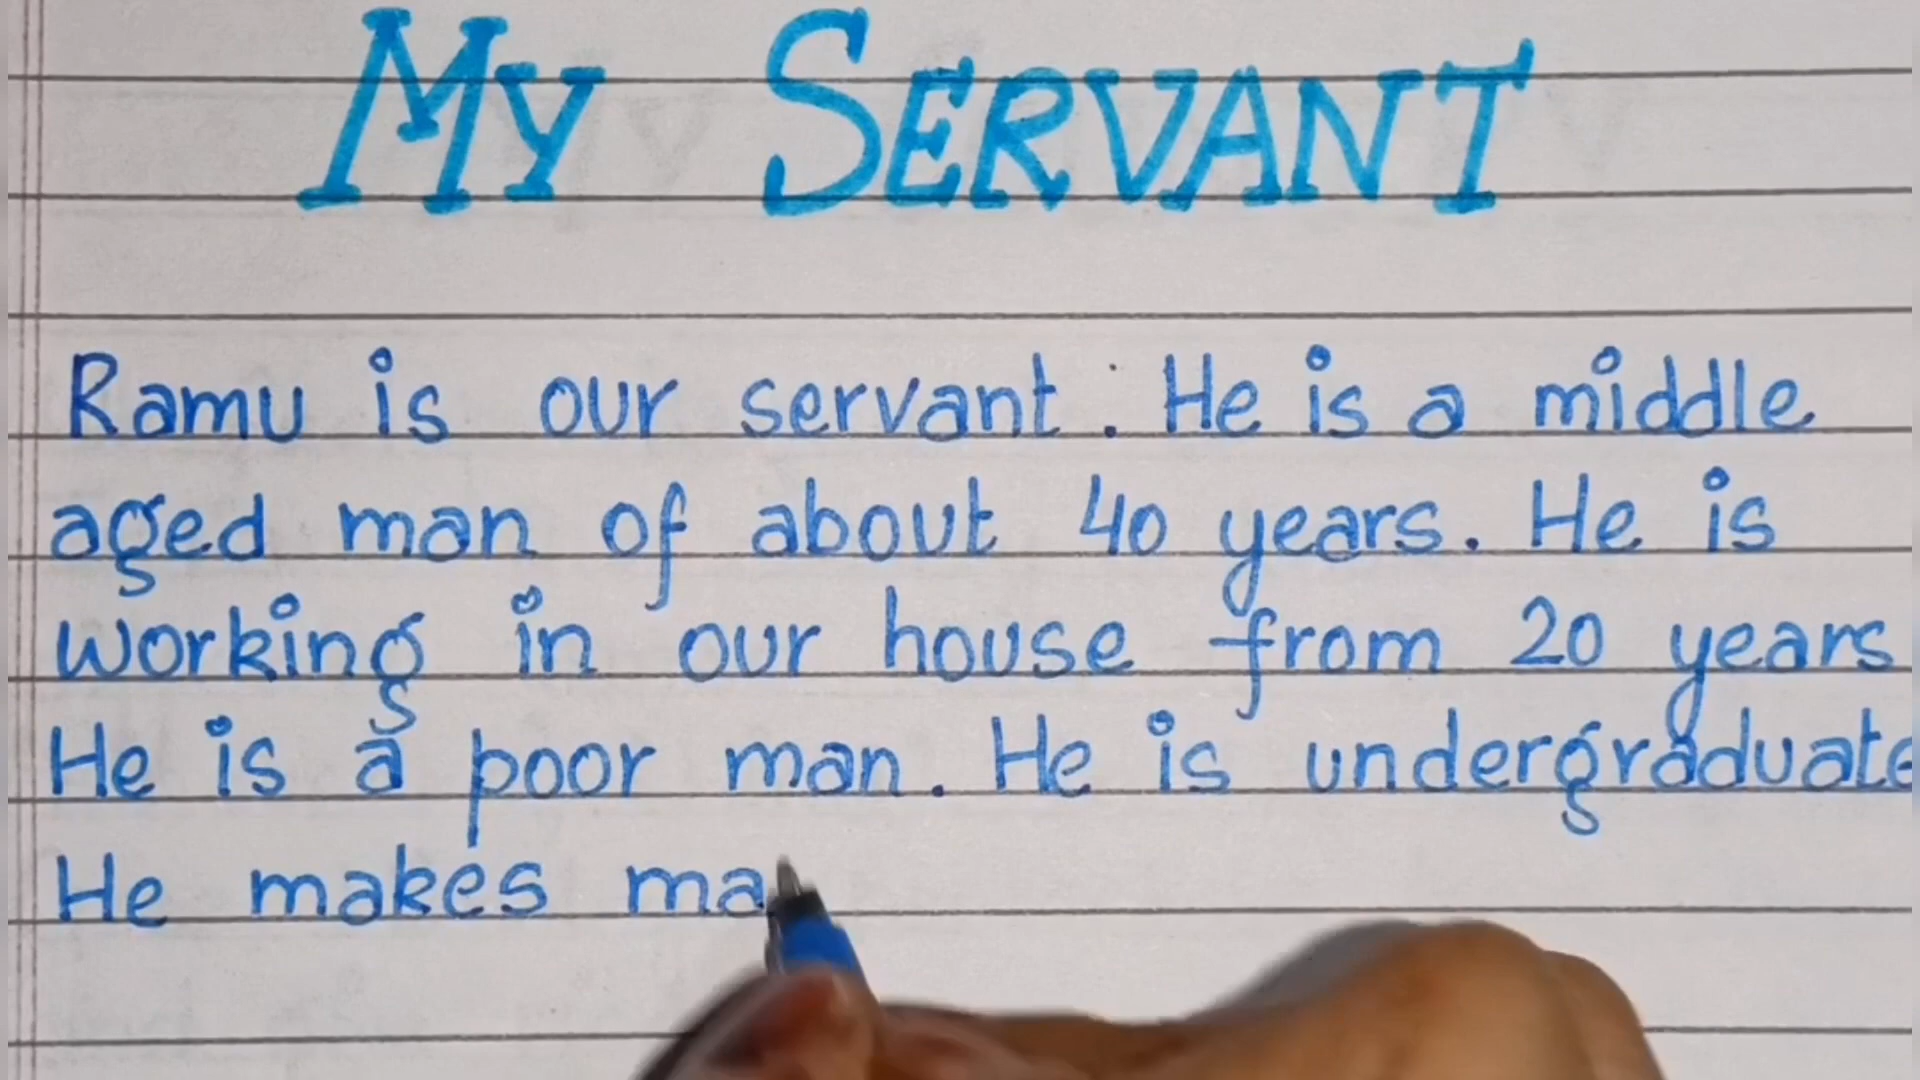 MY SERVANT
Ramu is our servant. He is a middle
aged man of about 40 years. He is
working in our house from 20 years
He is a poor man. He is undergraduate
He makes ma